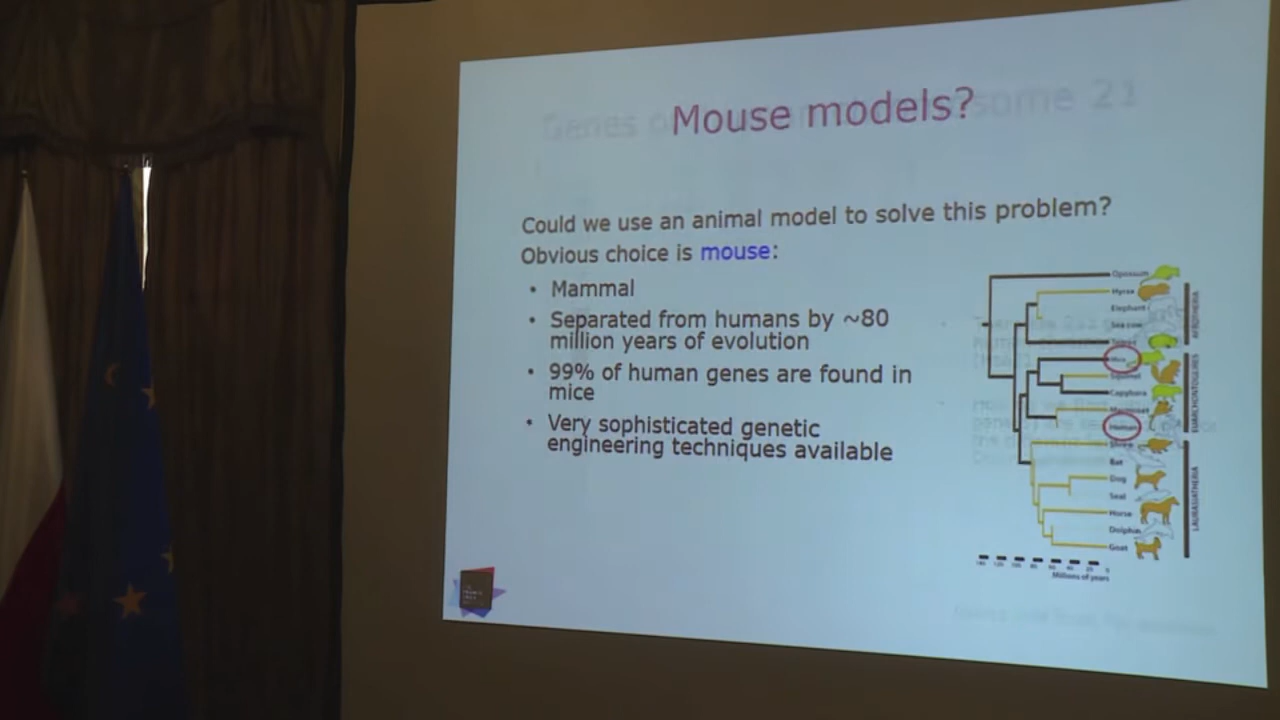 Mouse models?
Could we use an animal model to solve this problem?
Obvious choice is mouse:
• Mammal
• Separated from humans by ~80
million years of evolution
• 99% of human genes are found in
mice
• Very sophisticated genetic
engineering techniques available
Opossum
Hyrax
Elephant
Sea cow
AFROTHERIA
Squirrel
Capybara
Marmoset
Human
EUARCHONTOGLIRES
Shrew
Bat
Dog
Seal
Horse
Dolphin
Goat
LAURASIATHERIA
Millions of years